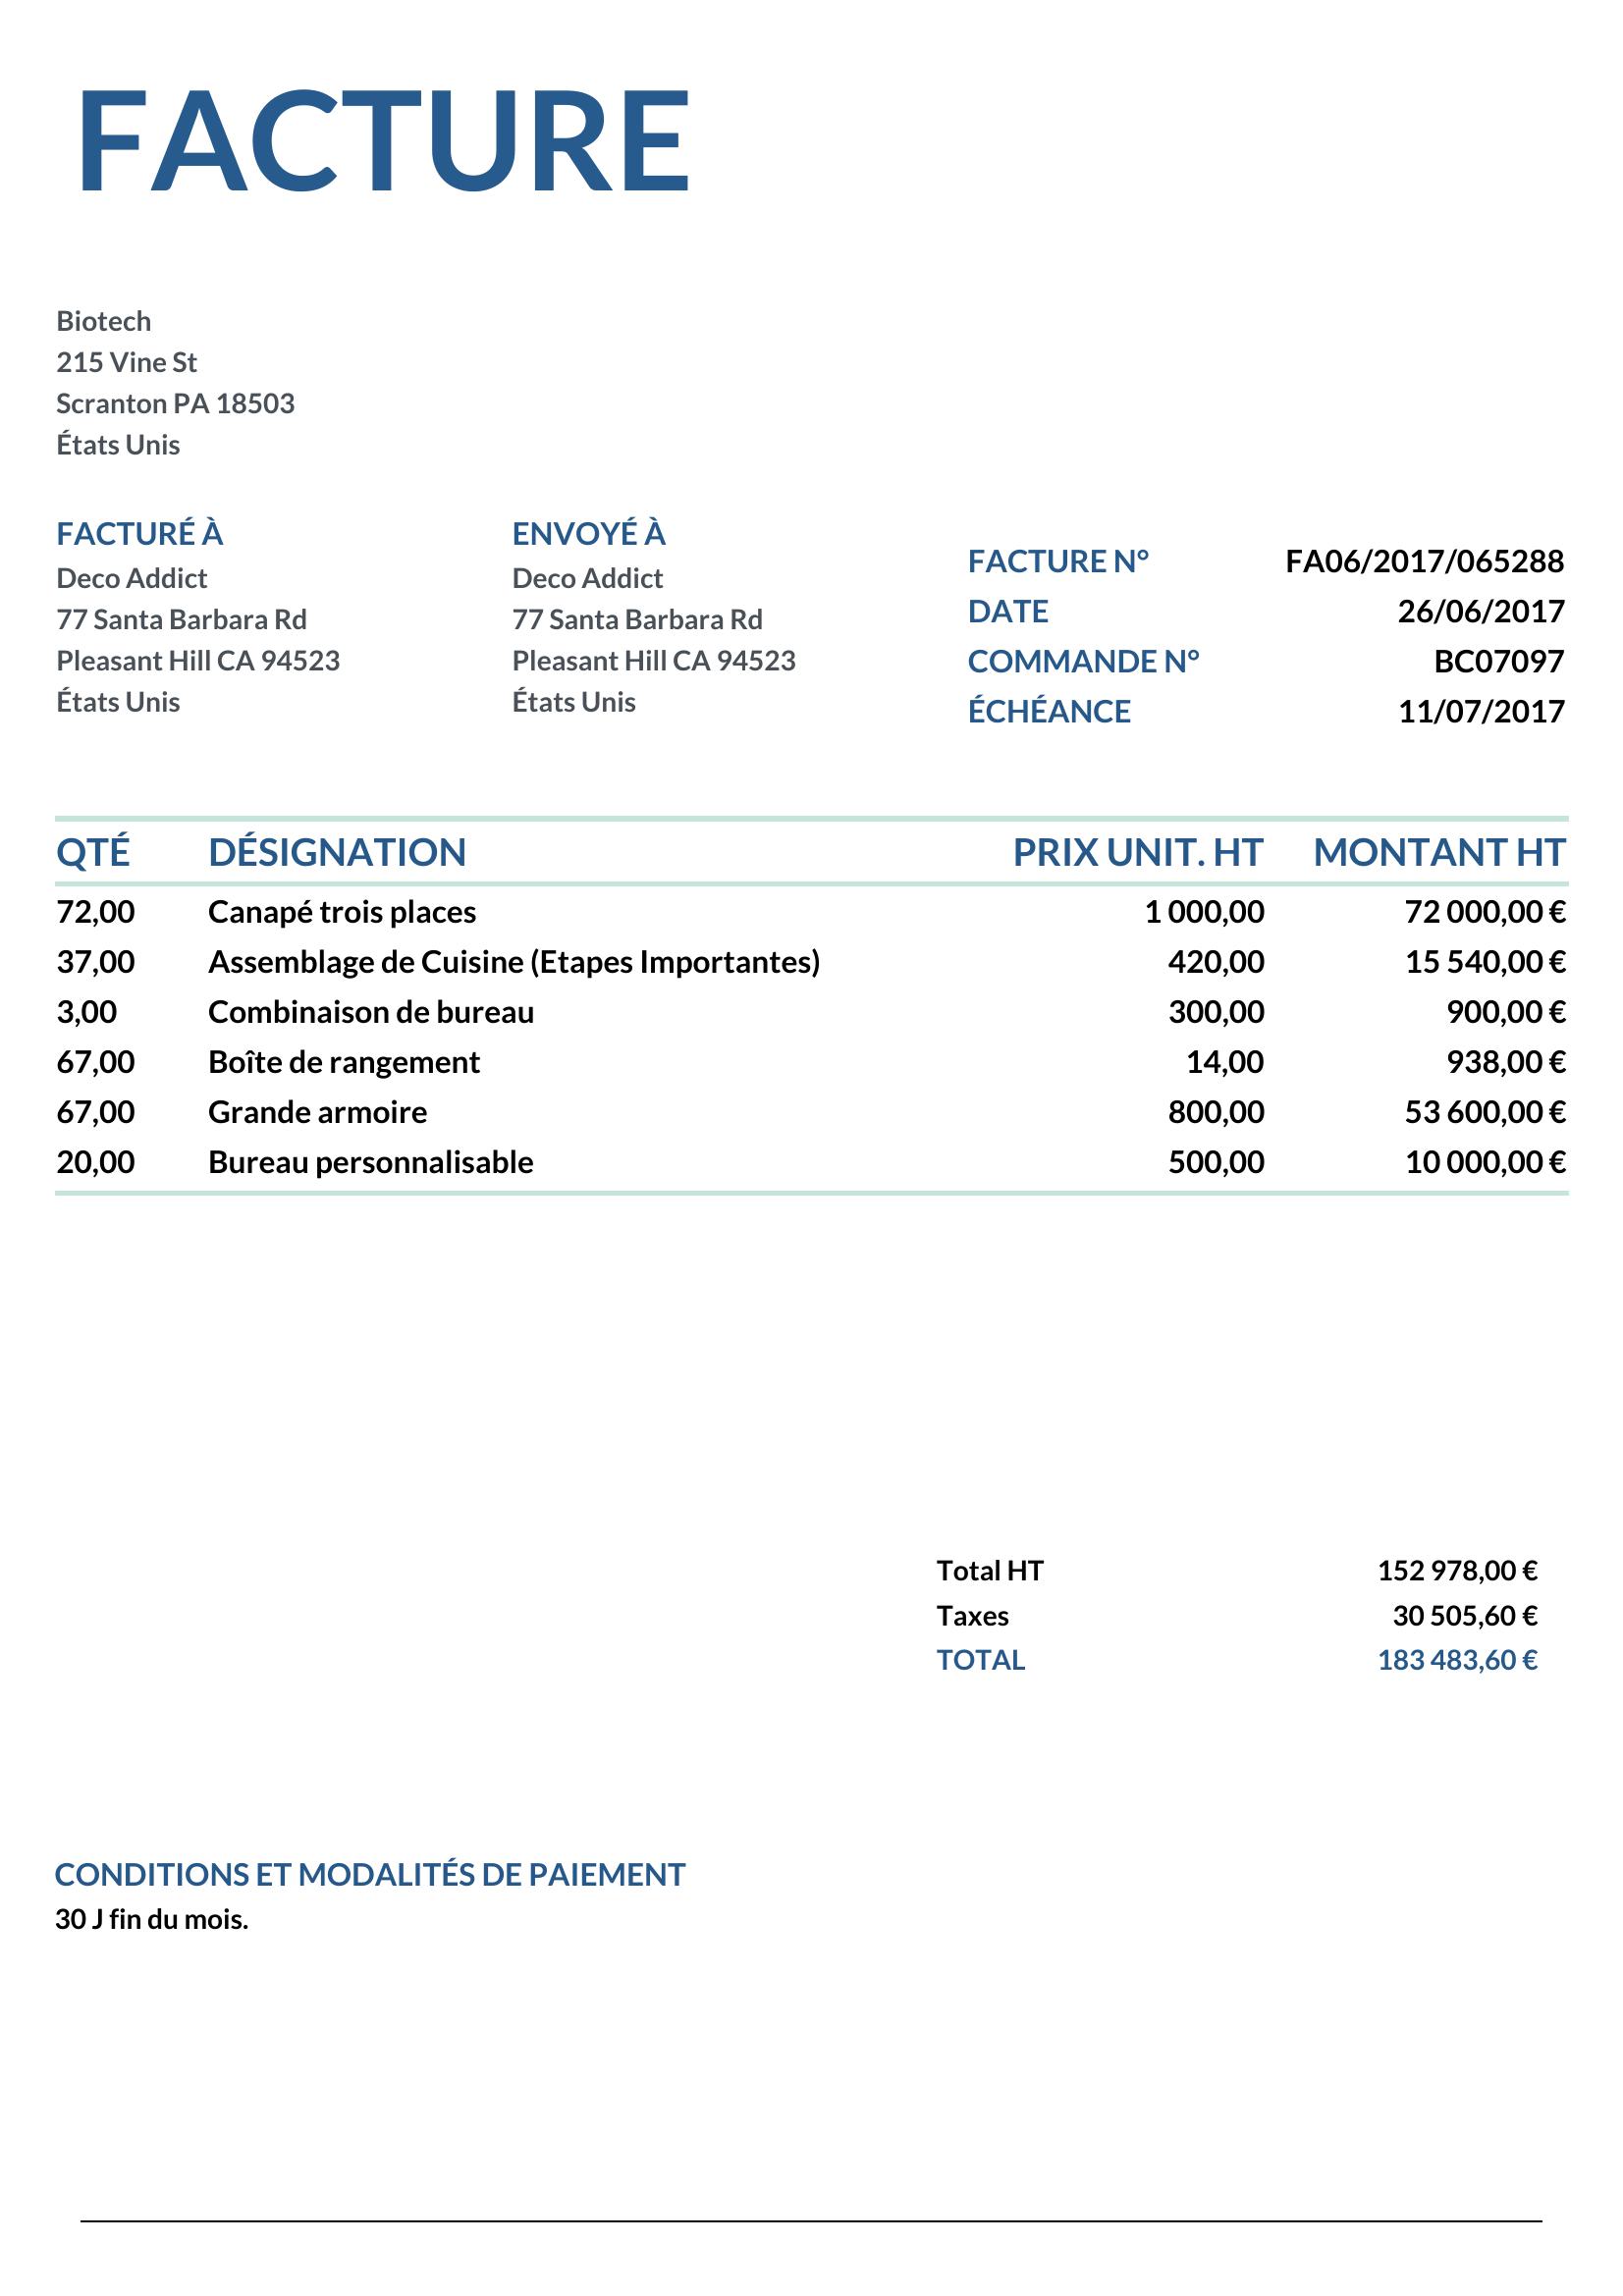 FACTURE
Biotech
215 Vine St
Scranton PA 18503
États Unis
FACTURÉ À
Deco Addict
77 Santa Barbara Rd
Pleasant Hill CA 94523
États Unis
ENVOYÉ À
Deco Addict
77 Santa Barbara Rd
Pleasant Hill CA 94523
États Unis
FACTURE N° FA06/2017/065288
DATE 26/06/2017
COMMANDE N° BC07097
ÉCHÉANCE 11/07/2017
QTÉ DÉSIGNATION PRIX UNIT. HT MONTANT HT
72,00 Canapé trois places 1 000,00 72 000,00 €
37,00 Assemblage de Cuisine (Etapes Importantes) 420,00 15 540,00 €
3,00 Combinaison de bureau 300,00 900,00 €
67,00 Boîte de rangement 14,00 938,00 €
67,00 Grande armoire 800,00 53 600,00 €
20,00 Bureau personnalisable 500,00 10 000,00 €
Total HT 152 978,00 €
Taxes 30 505,60 €
TOTAL 183 483,60 €
CONDITIONS ET MODALITÉS DE PAIEMENT
30 J fin du mois.